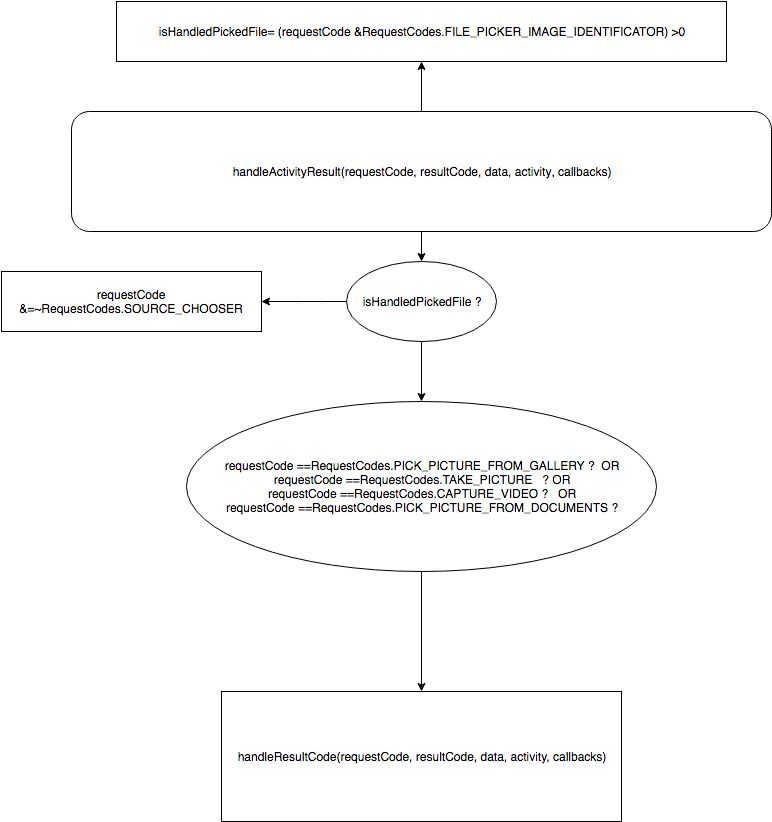 isHandledPickedFile= (requestCode &RequestCodes.FILE_PICKER_IMAGE_IDENTIFICATOR) >0
handleActivityResult(requestCode, resultCode, data, activity, callbacks)
requestCode
&=~RequestCodes.SOURCE_CHOOSER
isHandledPickedFile ?
requestCode ==RequestCodes.PICK_PICTURE_FROM_GALLERY ? OR
requestCode ==RequestCodes.TAKE_PICTURE ? OR
requestCode ==RequestCodes.CAPTURE_VIDEO ? OR
requestCode ==RequestCodes.PICK_PICTURE_FROM_DOCUMENTS ?
handleResultCode(requestCode, resultCode, data, activity, callbacks)